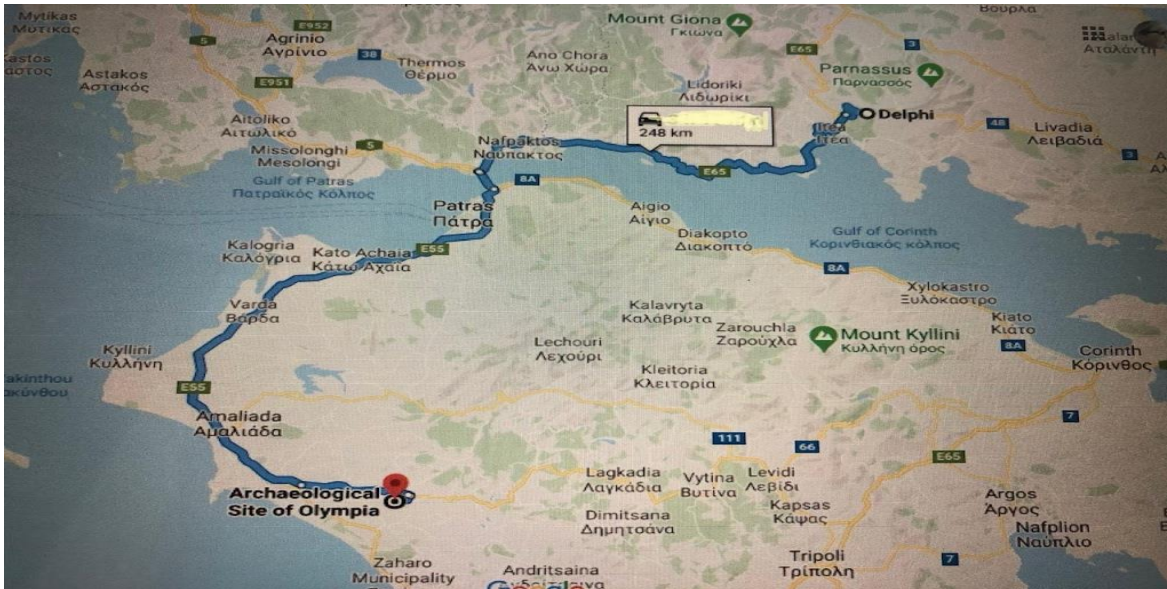 Mytikas
Μύτικας
E952
5
Agrinio
Αγρίνιο
38
Thermos
Θέρμο
Ano Chora
Άνω Χώρα
Mount Giona
Γκιώνα
E65
3
Αταλάντη
Astakos
Αστακός
E951
Lidoriki
Λιδωρίκι
Parnassus
Παρνασσός
248 km
Delphi
Itea
Ιτέα
48
Livadia
Λειβαδιά
3
Aitoliko
Αιτωλικό
Missolonghi
Mesolongi
5
Nafpaktos
Ναύπακτος
E65
Gulf of Patras
Πατραϊκός Κόλπος
8A
Patras
Πάτρα
Aigio
Αίγιο
Diakopto
Διακοπτό
Gulf of Corinth
Κορινθιακός κόλπος
8A
Kalogria
Καλόγρια
Kato Achaia
Κάτω Αχαΐα
E55
Xylokastro
Ξυλόκαστρο
Varda
Βάρδα
Kalavryta
Καλάβρυτα
Zarouchla
Ζαρούχλα
Mount Kyllini
Κυλλήνη όρος
Kiato
Κιάτο
8A
Kyllini
Κυλλήνη
Lechouri
Λεχούρι
Kleitoria
Κλειτορία
Corinth
Κόρινθος
E55
Amaliada
Αμαλιάδα
7
111
66
E65
Archaeological
Site of Olympia
Lagkadia
Λαγκάδια
Vytina
Βυτίνα
Levidi
Λεβίδι
Kapsas
Κάψας
Argos
Άργος
Dimitsana
Δημητσάνα
Nafplion
Ναύπλιο
Tripoli
Τρίπολη
7
Zaharo
Municipality
Andritsaina